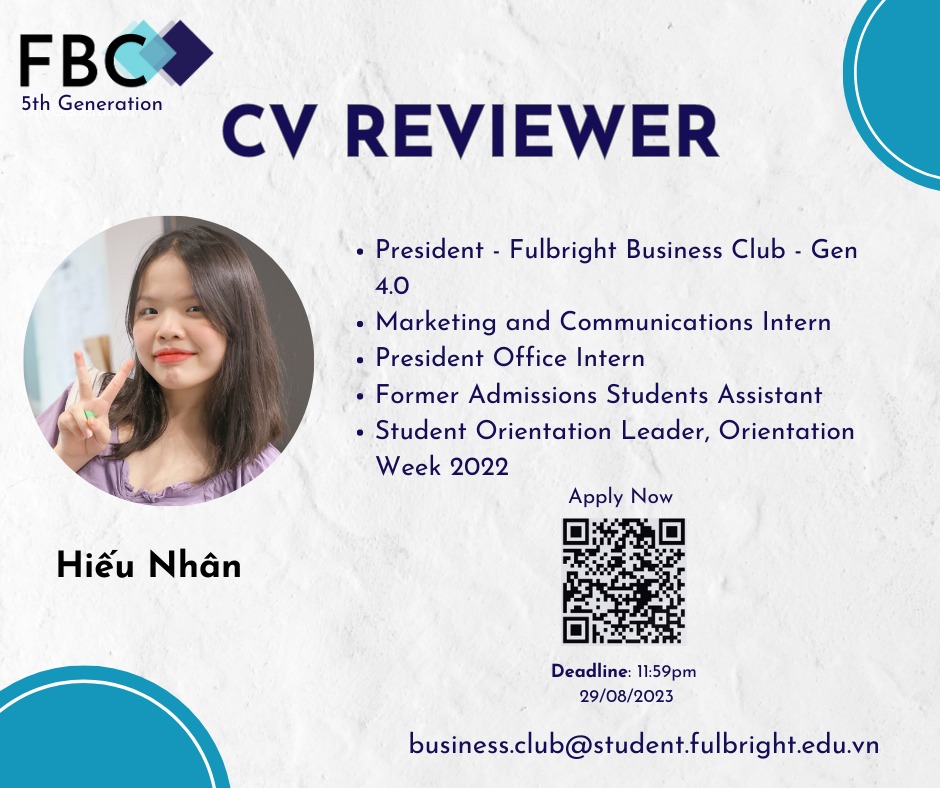 FBC
5th Generation
CV REVIEWER
• President - Fulbright Business Club - Gen
4.0
• Marketing and Communications Intern
• President Office Intern
• Former Admissions Students Assistant
• Student Orientation Leader, Orientation
Week 2022
Apply Now
Hiếu Nhân
Deadline: 11:59pm
29/08/2023
business.club@student.fulbright.edu.vn